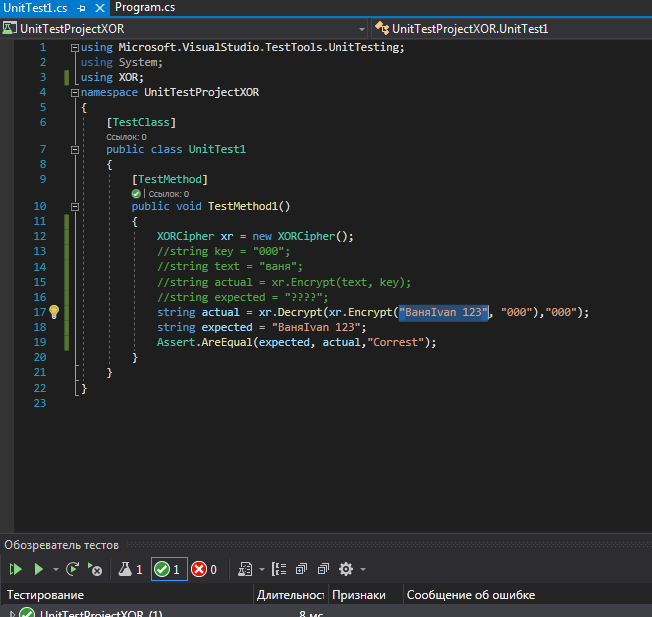 UnitTest1.cs Program.cs
UnitTestProjectXOR UnitTestProjectXOR.UnitTest1
1 using Microsoft.VisualStudio.TestTools.UnitTesting;
2 using System;
3 using XOR;
4 namespace UnitTestProjectXOR
5 {
6 [TestClass]
Ссылок: 0
7 public class UnitTest1
8 {
9 [TestMethod]
| Ссылок: 0
10 public void TestMethod1()
11 {
12 XORCipher xr = new XORCipher();
13 //string key = "000";
14 //string text = "ваня";
15 //string actual = xr.Encrypt(text, key);
16 //string expected = "????";
17 string actual = xr.Decrypt(xr.Encrypt("ВаняIvan 123", "000"),"000");
18 string expected = "ВаняIvan 123";
19 Assert.AreEqual(expected, actual,"Correst");
20 }
21 }
22 }
23
Обозреватель тестов
1 1 0
Тестирование Длительност Признаки Сообщение об ошибке
UnitTestProjectXOR (1) 8 мс